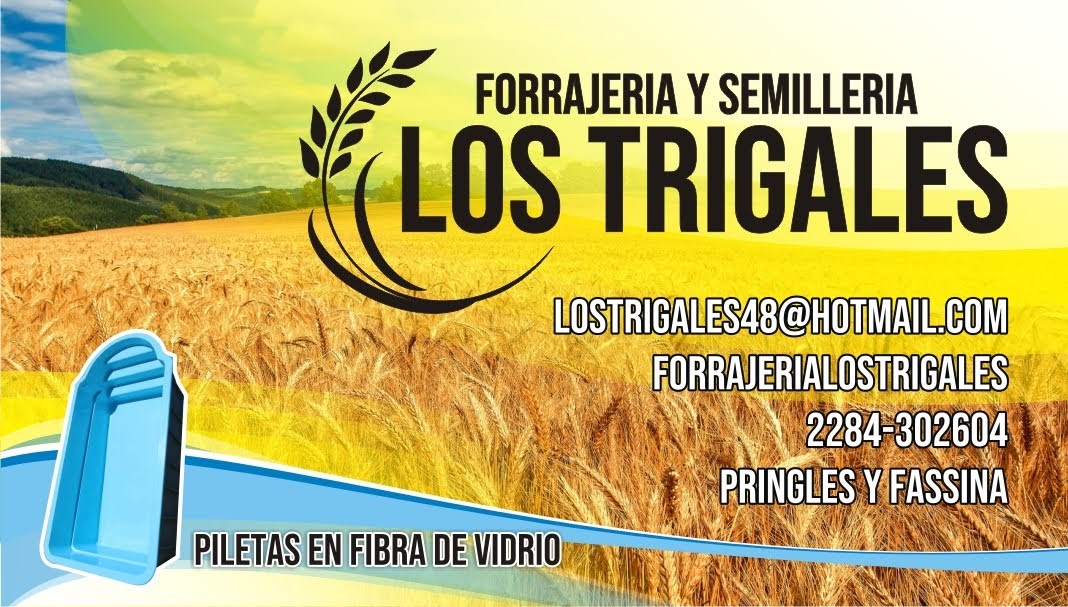 FORRAJERIA Y SEMILLERIA
LOS TRIGALES
LOSTRIGALES48@HOTMAIL.COM
FORRAJERIALOSTRIGALES
2284-302604
PRINGLES Y FASSINA
PILETAS EN FIBRA DE VIDRIO